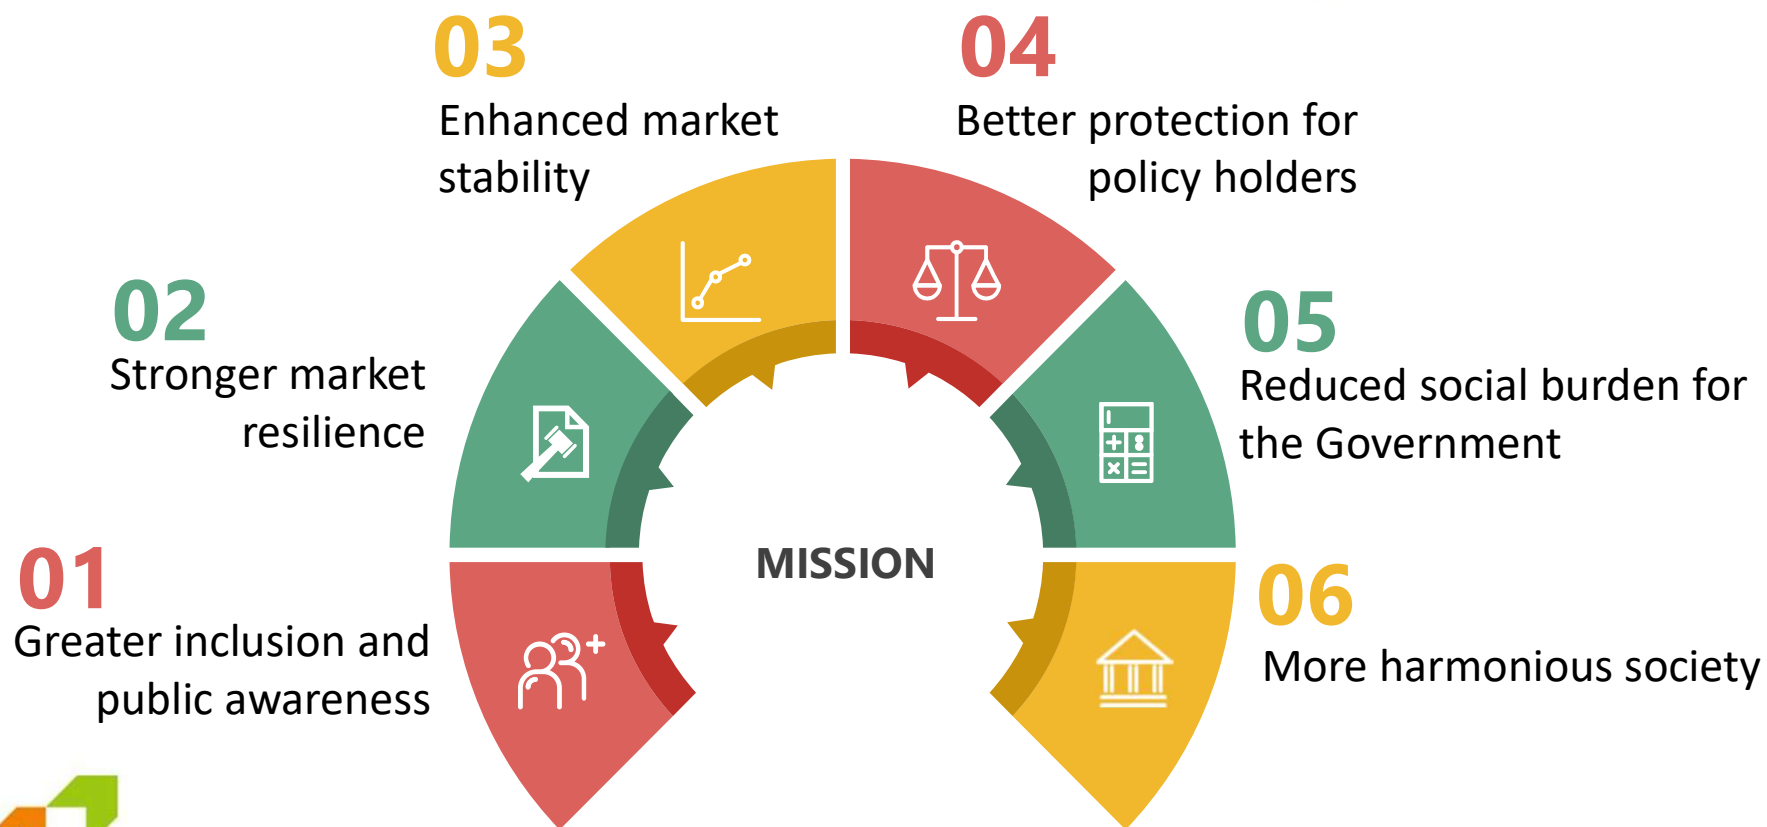 03
Enhanced market
stability
04
Better protection for
policy holders
02
Stronger market
resilience
05
Reduced social burden for
the Government
01
Greater inclusion and
public awareness
MISSION
06
More harmonious society